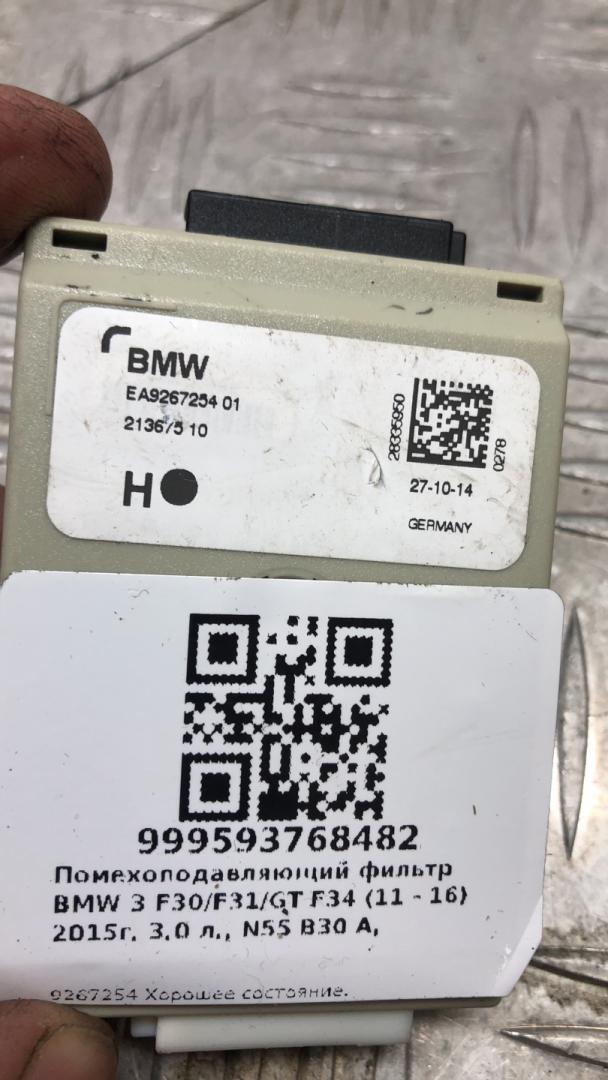 BMW
EA9267254 01
213675 10
H
28335950
0278
27-10-14
GERMANY
999593768482
Помехоподавляющий фильтр
BMW 3 F30/F31/GT F34 (11 - 16)
2015г, 3,0 л., N55 B30 A,
9267254 Хорошее состояние.